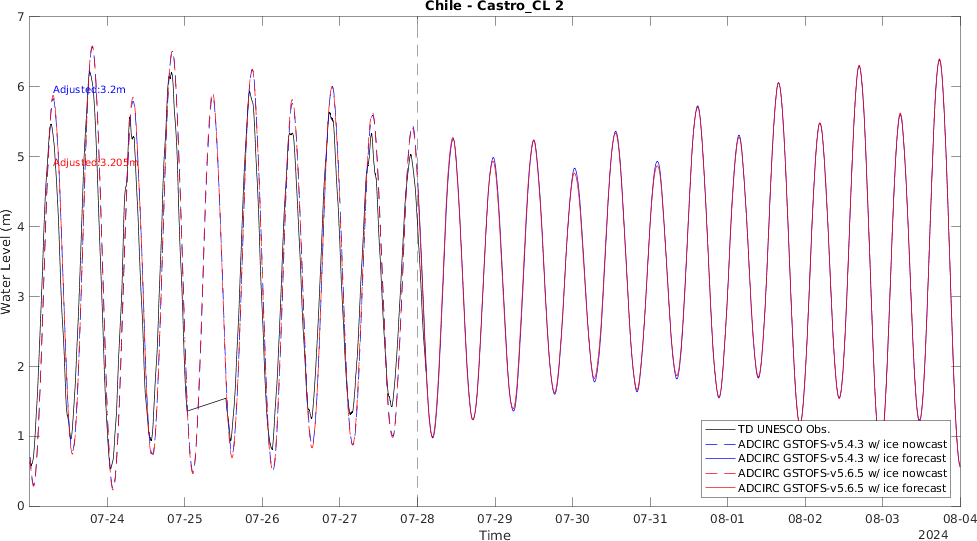 Chile - Castro_CL 2
7
6
5
4
3
2
1
0
Water Level (m)
Adjusted:3.2m
Adjusted:3.205m
TD UNESCO Obs.
ADCIRC GSTOFS-v5.4.3 w/ ice nowcast
ADCIRC GSTOFS-v5.4.3 w/ ice forecast
ADCIRC GSTOFS-v5.6.5 w/ ice nowcast
ADCIRC GSTOFS-v5.6.5 w/ ice forecast
07-24 07-25 07-26 07-27 07-28 07-29 07-30 07-31 08-01 08-02 08-03 08-04
Time
2024